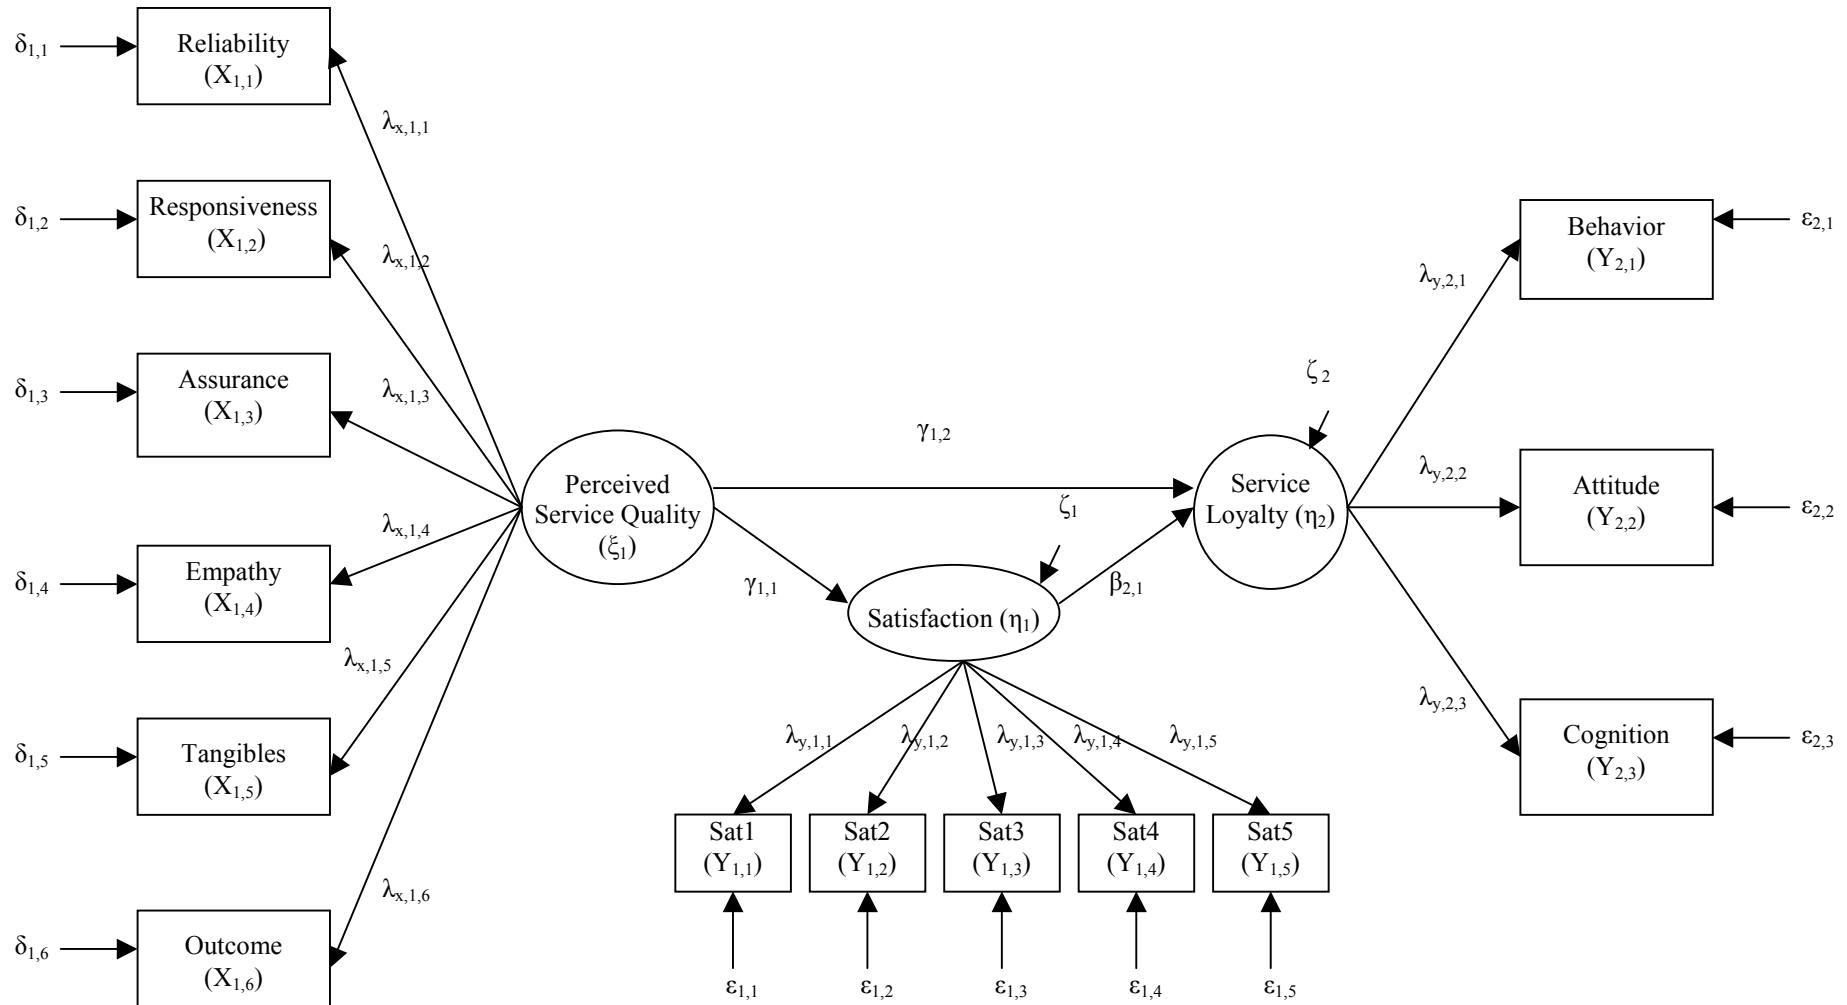 δ1,1
Reliability
(X1,1)
λx,1,1
δ1,2
Responsiveness
(X1,2)
λx,1,2
δ1,3
Assurance
(X1,3)
λx,1,3
δ1,4
Empathy
(X1,4)
λx,1,4
δ1,5
Tangibles
(X1,5)
λx,1,5
δ1,6
Outcome
(X1,6)
λx,1,6
Perceived
Service Quality
(ξ1)
γ1,2
γ1,1
ζ1
Satisfaction (η1)
β2,1
ζ 2
Service
Loyalty (η2)
λy,1,1
λy,1,2
λy,1,3
λy,1,4
λy,1,5
Sat1
(Y1,1)
Sat2
(Y1,2)
Sat3
(Y1,3)
Sat4
(Y1,4)
Sat5
(Y1,5)
ε1,1
ε1,2
ε1,3
ε1,4
ε1,5
λy,2,1
Behavior
(Y2,1)
ε2,1
λy,2,2
Attitude
(Y2,2)
ε2,2
λy,2,3
Cognition
(Y2,3)
ε2,3